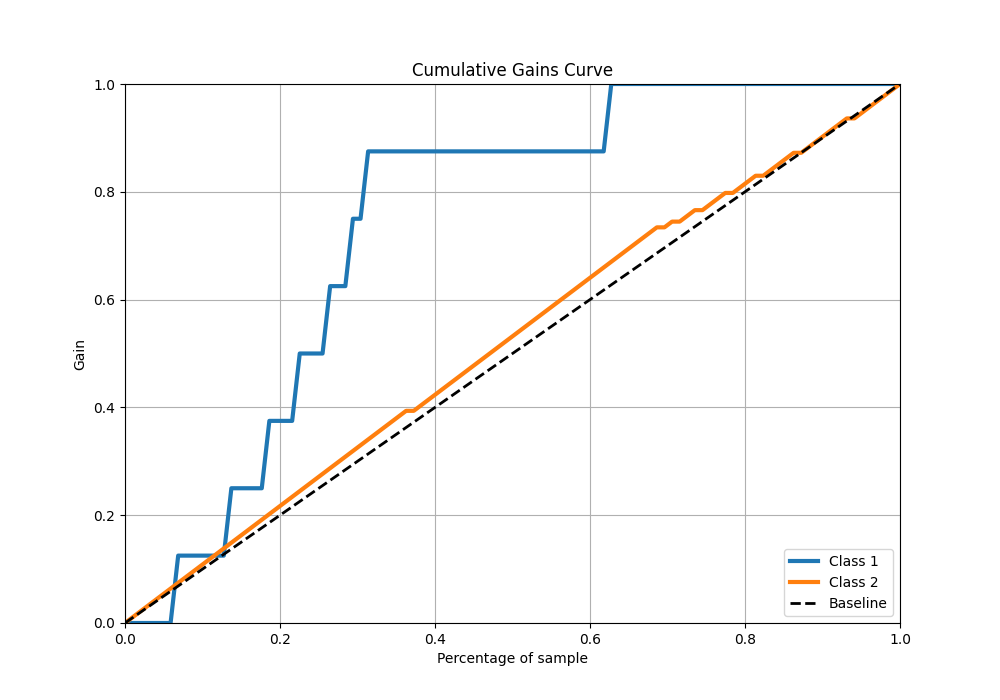 Cumulative Gains Curve
Gain
1.0
0.8
0.6
0.4
0.2
0.0
0.0 0.2 0.4 0.6 0.8 1.0
Percentage of sample
Class 1
Class 2
Baseline